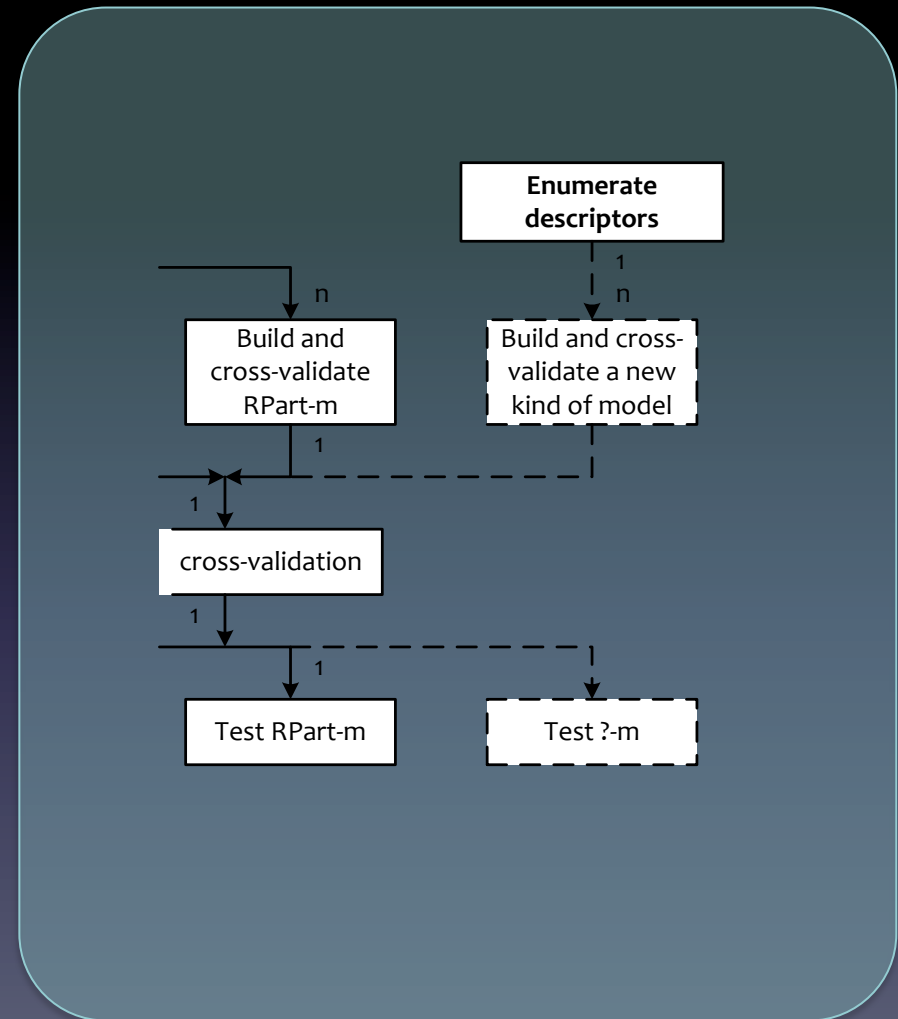 Enumerate
descriptors
1
n
n
Build and
cross-validate
RPart-m
Build and cross-
validate a new
kind of model
1
1
cross-validation
1
1
Test RPart-m
Test ?-m